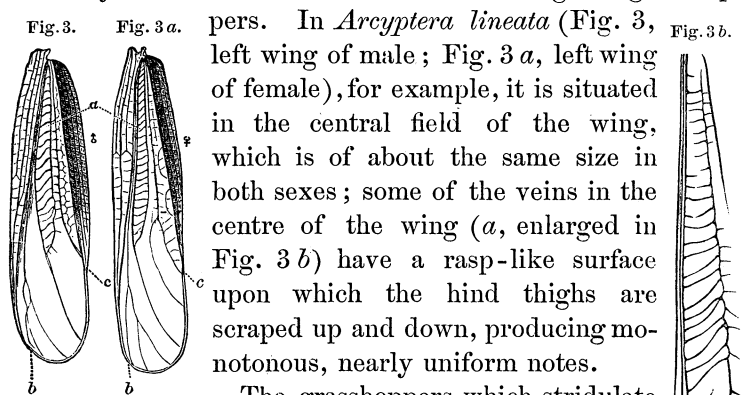 Fig. 3.
Fig. 3 a.
a
♂
♀
c
c
b
b
pers. In Arcyptera lineata (Fig. 3,
left wing of male; Fig. 3 a, left wing
of female), for example, it is situated
in the central field of the wing,
which is of about the same size in
both sexes; some of the veins in the
centre of the wing (a, enlarged in
Fig. 3 b) have a rasp-like surface
upon which the hind thighs are
scraped up and down, producing mo-
notonous, nearly uniform notes.
The grasshoppers which stridulate
Fig. 3 b.